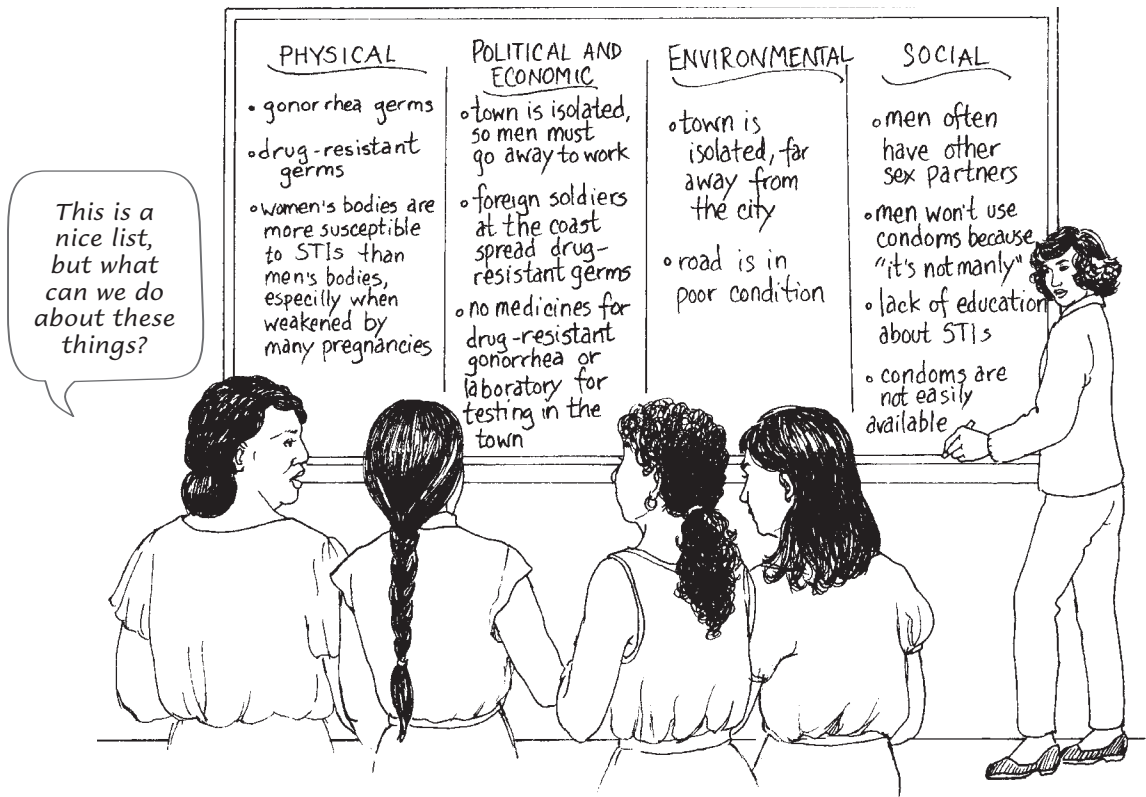 This is a
nice list,
but what
can we do
about these
things?
PHYSICAL
• gonorrhea germs
• drug-resistant
germs
• women's bodies are
more susceptible
to STIs than
men's bodies,
especilly when
weakened by
many pregnancies
POLITICAL AND
ECONOMIC
• town is isolated,
so men must
go away to work
• foreign soldiers
at the coast
spread drug-
resistant germs
• no medicines for
drug-resistant
gonorrhea or
laboratory for
testing in the
town
ENVIRONMENTAL
• town is
isolated, far
away from
the city
• road is in
poor condition
SOCIAL
• men often
have other
sex partners
• men won't use
condoms because
"it's not manly"
• lack of education
about STIs
• condoms are
not easily
available